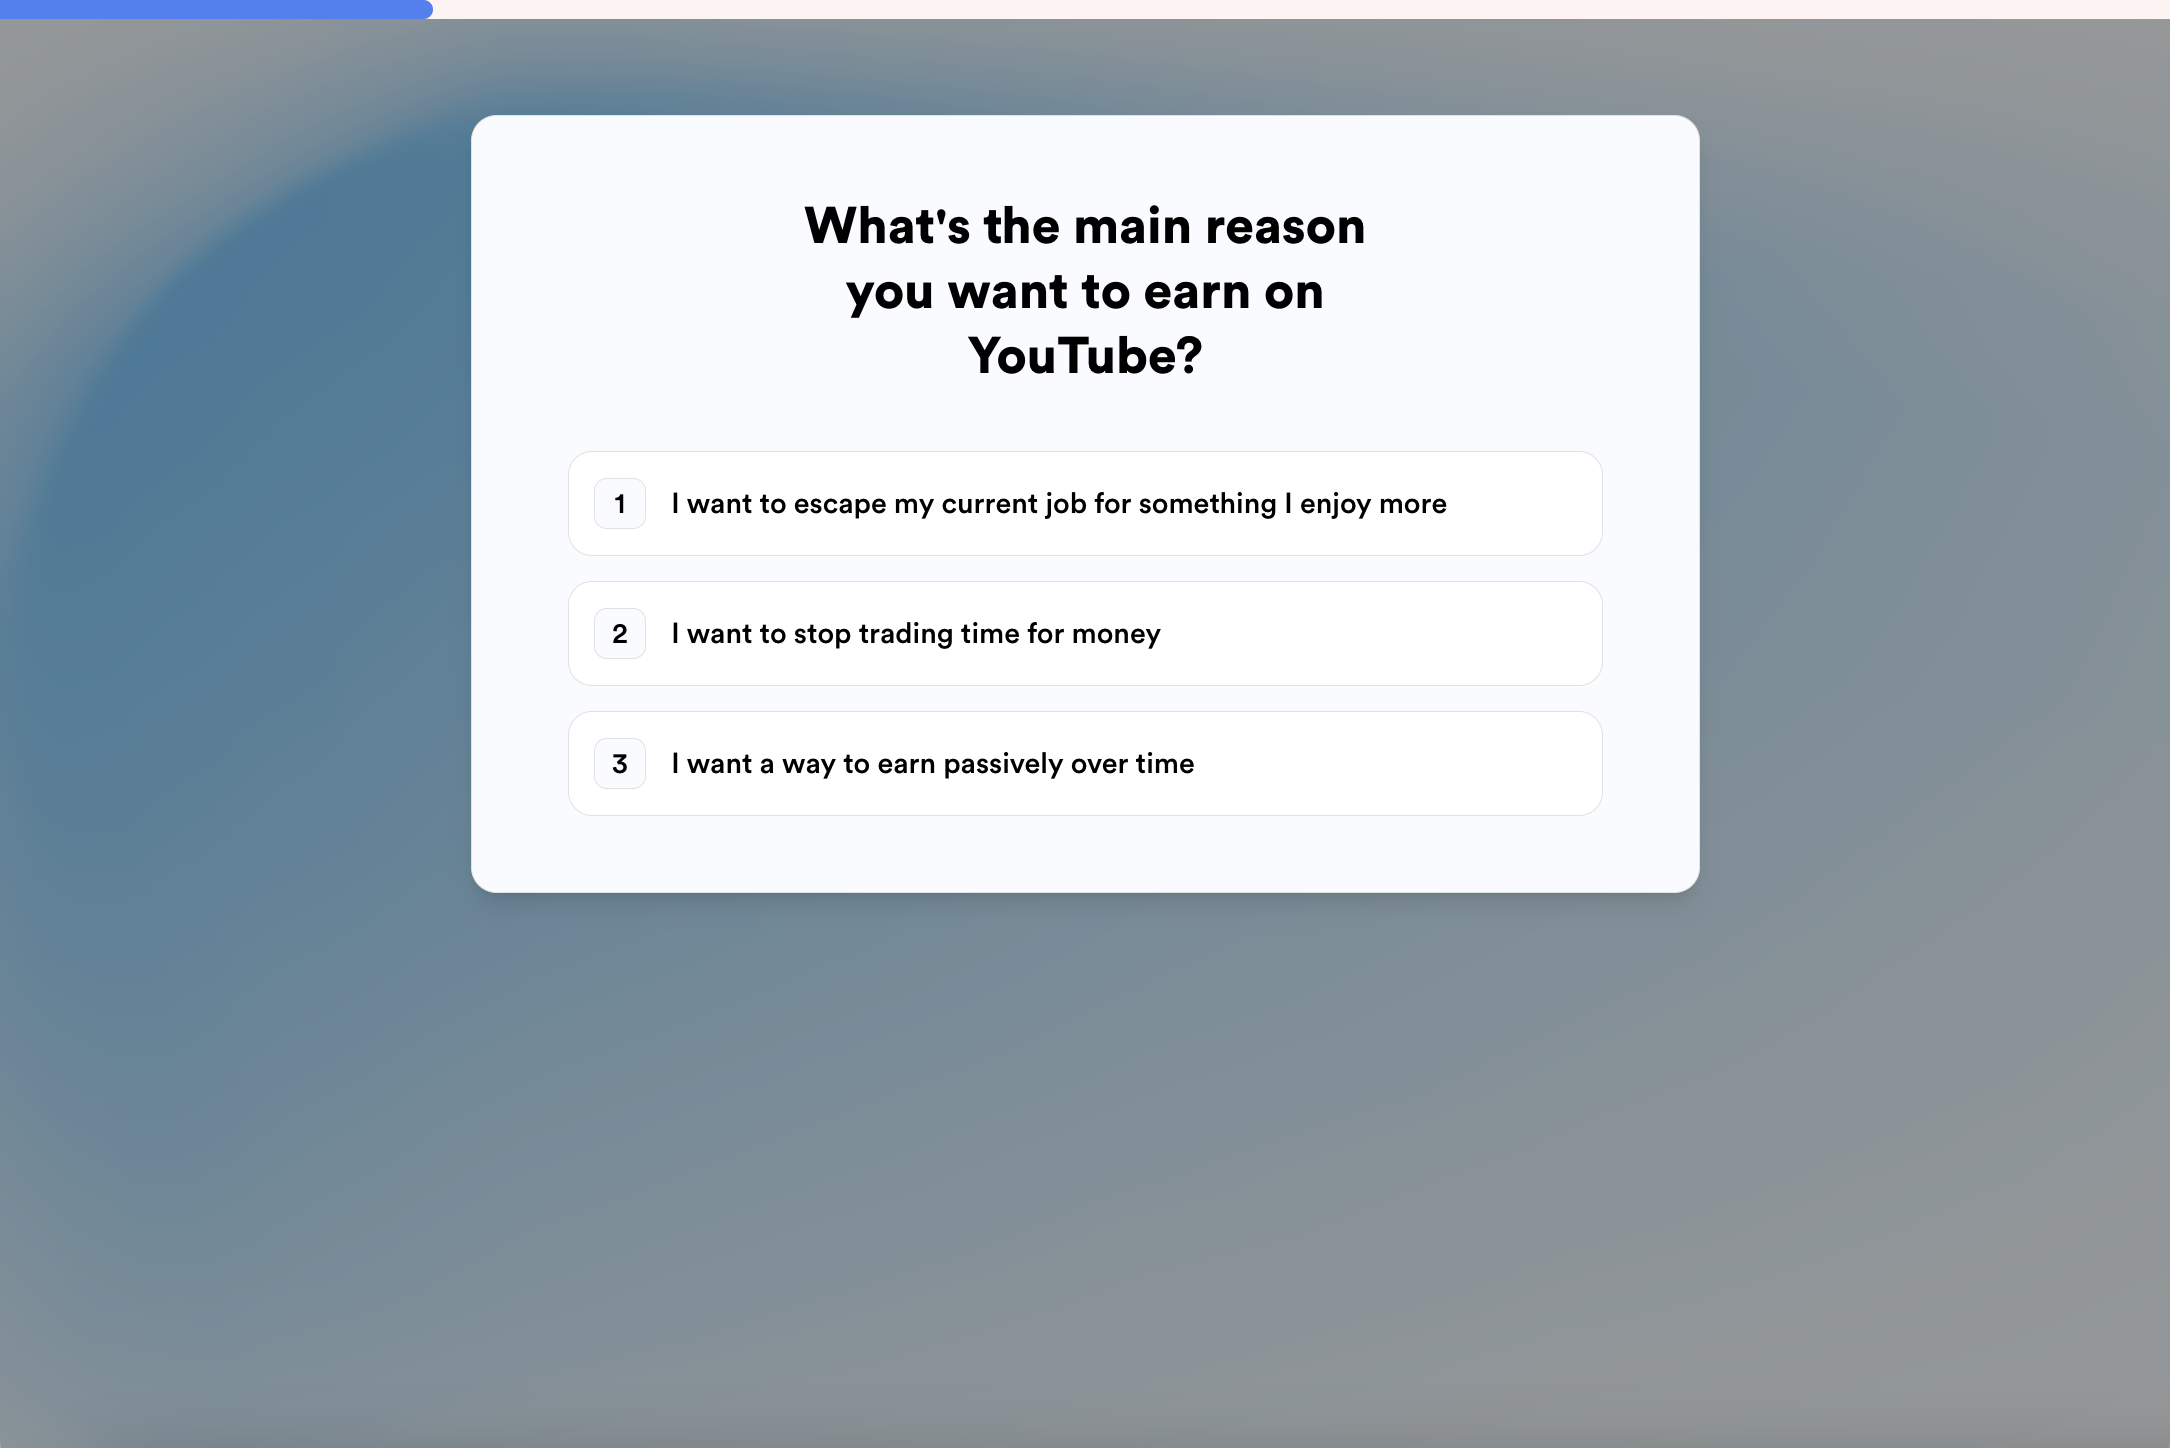 What's the main reason
you want to earn on
YouTube?
1 I want to escape my current job for something I enjoy more
2 I want to stop trading time for money
3 I want a way to earn passively over time